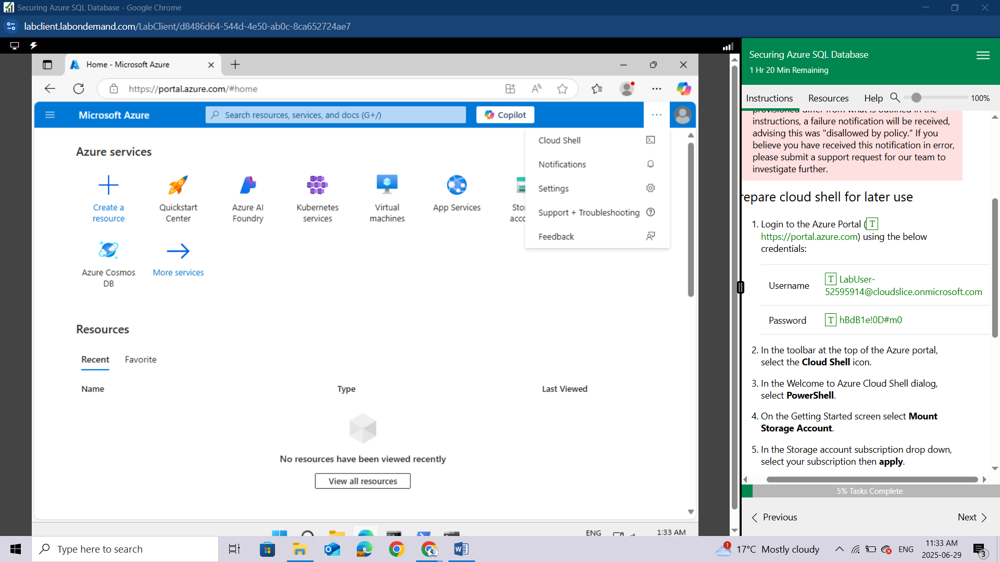 Securing Azure SQL Database - Google Chrome
labclient.labondemand.com/LabClient/d8486d64-544d-4e50-ab0c-8ca652724ae7
Home - Microsoft Azure
https://portal.azure.com/#home
Microsoft Azure
Search resources, services, and docs (G+/)
Copilot
Cloud Shell
Notifications
Settings
Support + Troubleshooting
Feedback
Azure services
Create a
resource
Quickstart
Center
Azure AI
Foundry
Kubernetes
services
Virtual
machines
App Services
Sto
acco
Azure Cosmos
DB
More services
Resources
Recent
Favorite
Name
Type
Last Viewed
No resources have been viewed recently
View all resources
ENG
1:33 AM
Securing Azure SQL Database
1 Hr 20 Min Remaining
Instructions
Resources
Help
100%
provisioned differ from what is outlined in the
instructions, a failure notification will be received,
advising this was "disallowed by policy." If you
believe you have received this notification in error,
please submit a support request for our team to
investigate further.
repare cloud shell for later use
1. Login to the Azure Portal (T
https://portal.azure.com) using the below
credentials:
Username
T LabUser-
52595914@cloudslice.onmicrosoft.com
Password
T hBdB1e!0D#m0
2. In the toolbar at the top of the Azure portal,
select the Cloud Shell icon.
3. In the Welcome to Azure Cloud Shell dialog,
select PowerShell.
4. On the Getting Started screen select Mount
Storage Account.
5. In the Storage account subscription drop down,
select your subscription then apply.
5% Tasks Complete
Previous
Next
Type here to search
1
17°C Mostly cloudy
ENG
11:33 AM
2025-06-29
3